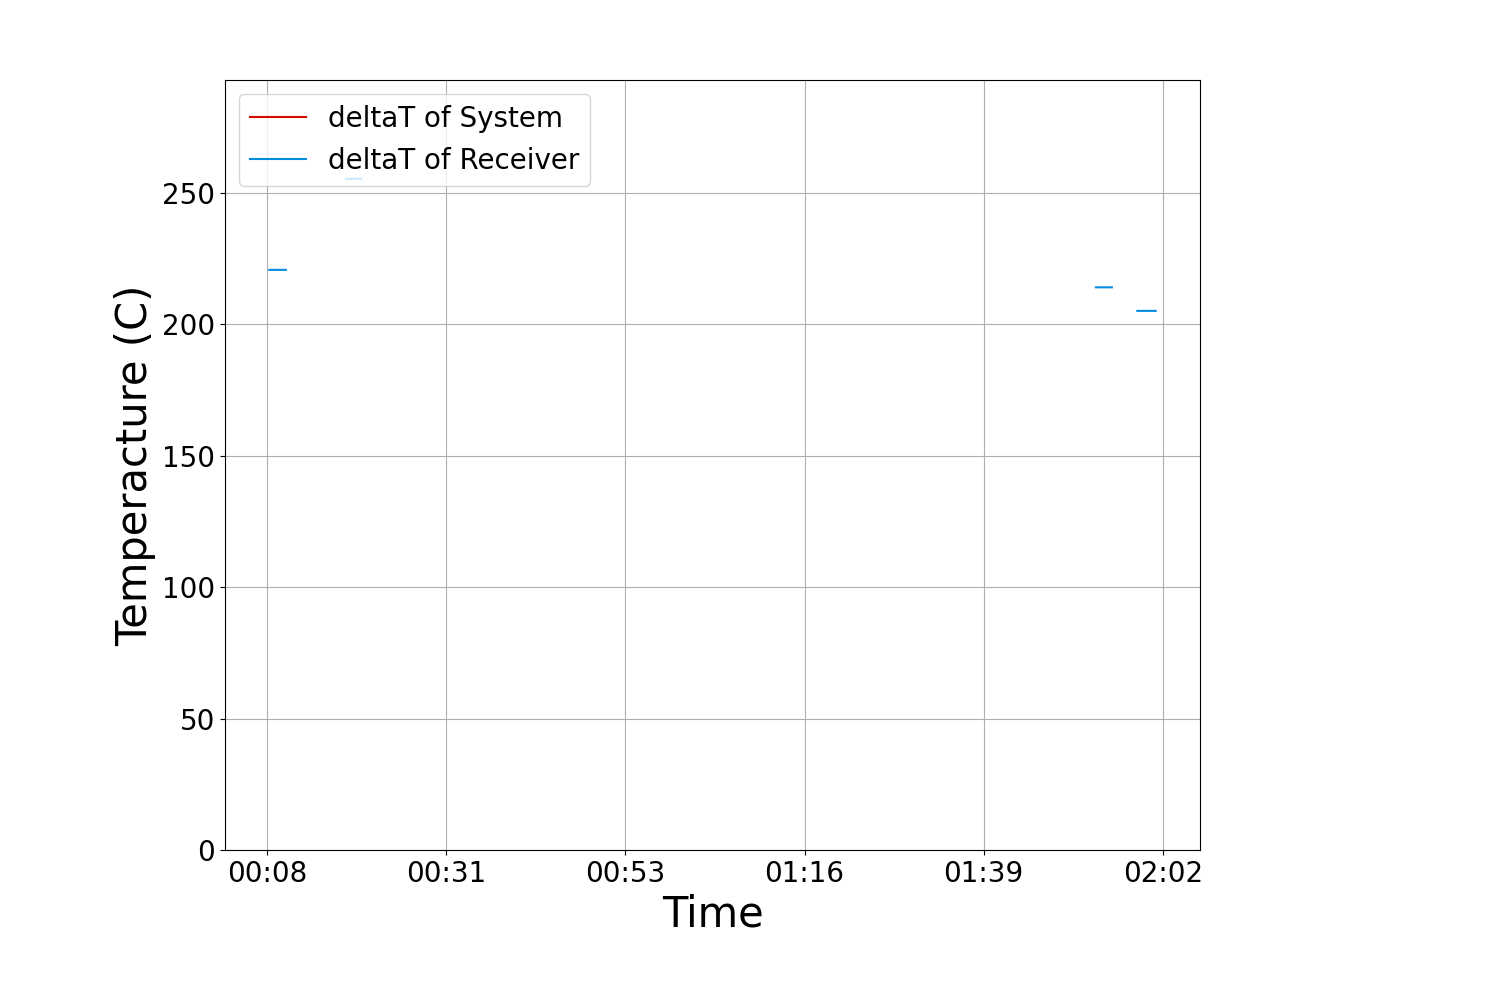 deltaT of System
deltaT of Receiver
250
200
150
100
50
0
Temperacture (C)
00:08 00:31 00:53 01:16 01:39 02:02
Time